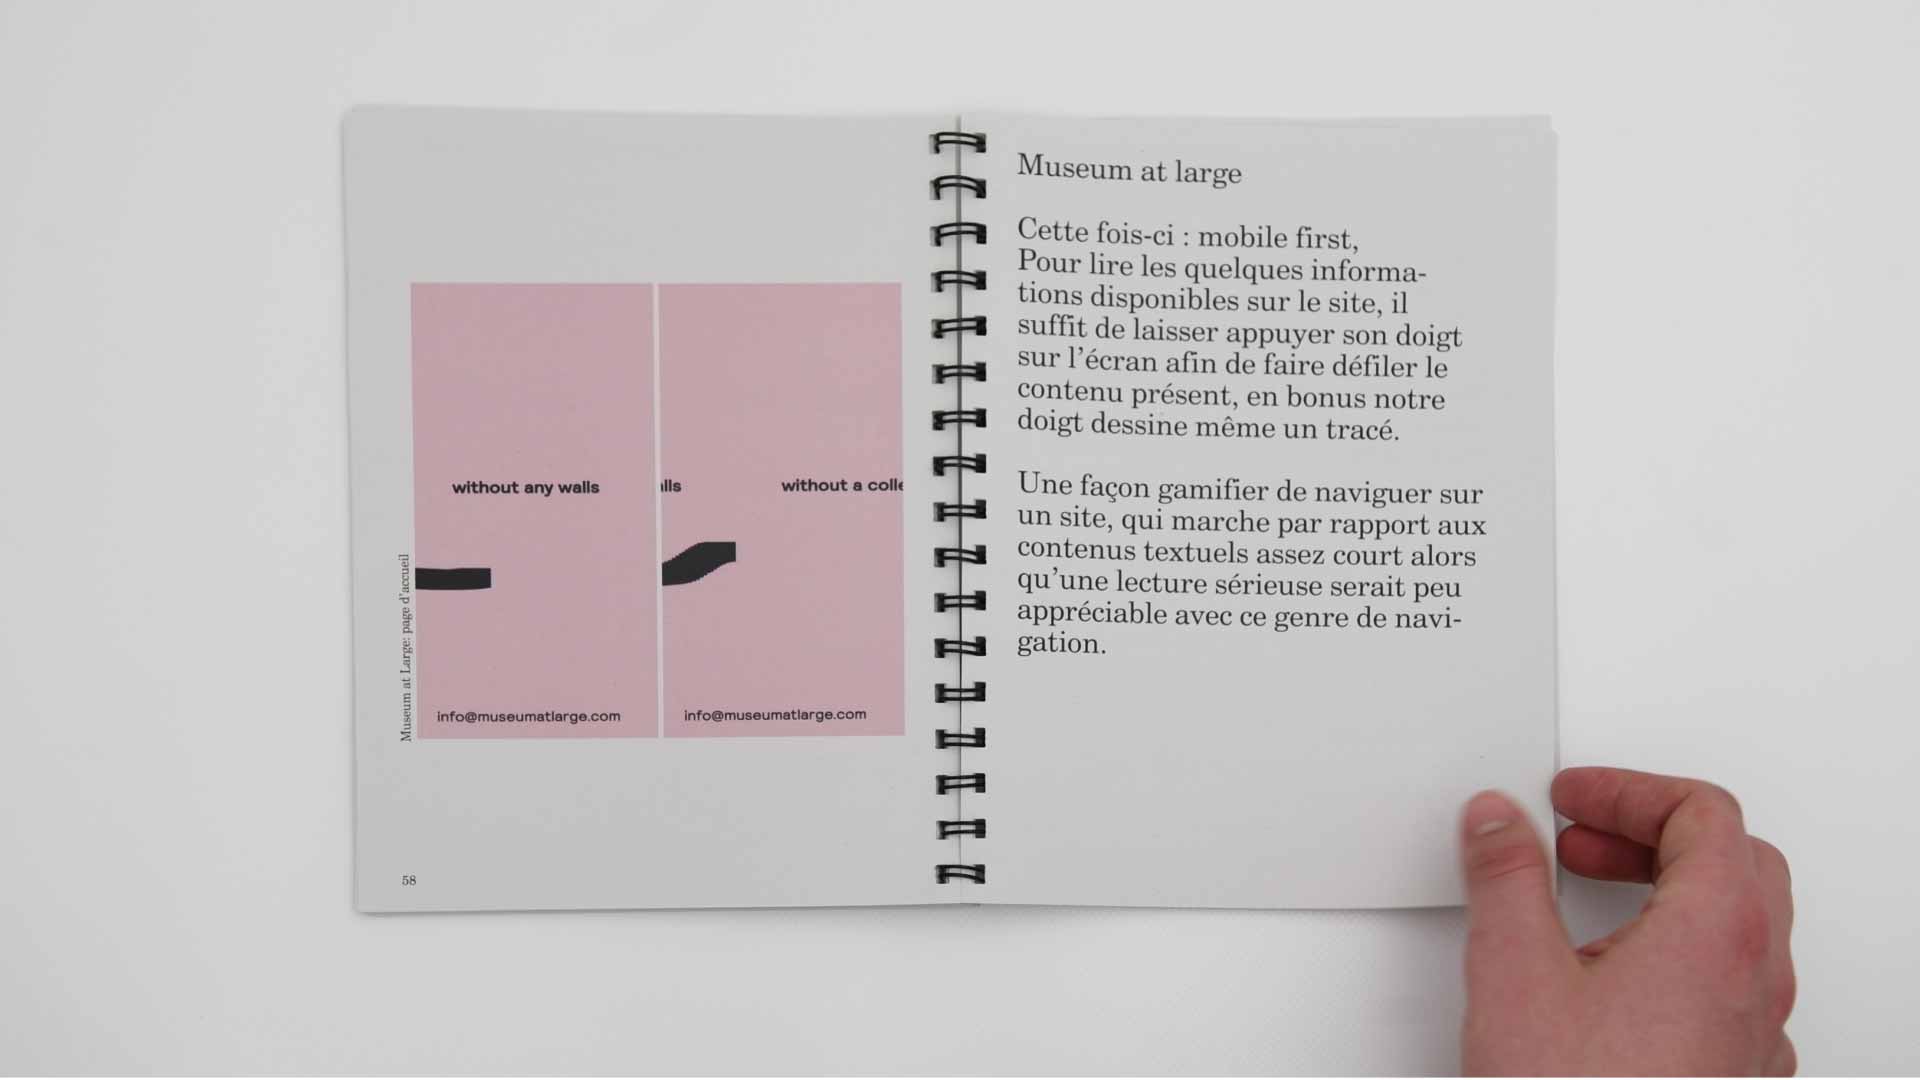 Museum at Large: page d'accueil
without any walls
info@museumatlarge.com
lls without a colle
info@museumatlarge.com
58
Museum at large
Cette fois-ci : mobile first,
Pour lire les quelques informa-
tions disponibles sur le site, il
suffit de laisser appuyer son doigt
sur l’écran afin de faire défiler le
contenu présent, en bonus notre
doigt dessine même un tracé.
Une façon gamifier de naviguer sur
un site, qui marche par rapport aux
contenus textuels assez court alors
qu’une lecture sérieuse serait peu
appréciable avec ce genre de navi-
gation.